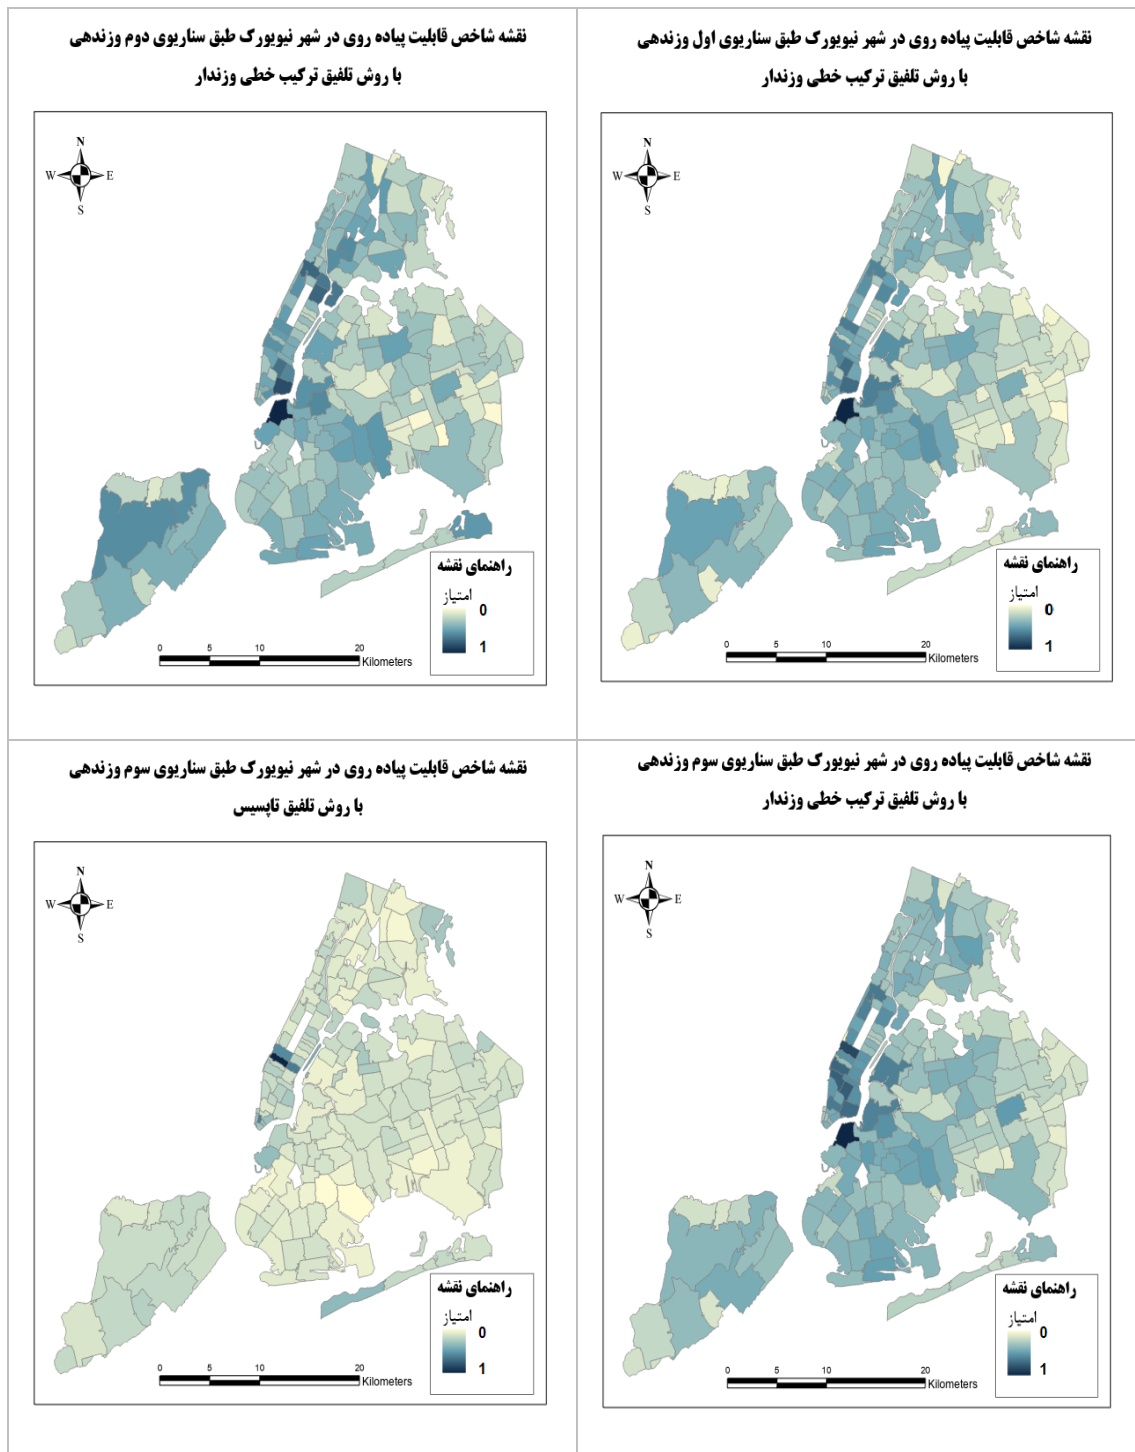 نقشه شاخص قابلیت پیاده روی در شهر نیویورک طبق سناریوی اول وزندهی
با روش تلفیق ترکیب خطی وزندار
N
W E
S
راهنمای نقشه
امتیاز
0
1
0 5 10 20
Kilometers
نقشه شاخص قابلیت پیاده روی در شهر نیویورک طبق سناریوی دوم وزندهی
با روش تلفیق ترکیب خطی وزندار
N
W E
S
راهنمای نقشه
امتیاز
0
1
0 5 10 20
Kilometers
نقشه شاخص قابلیت پیاده روی در شهر نیویورک طبق سناریوی سوم وزندهی
با روش تلفیق ترکیب خطی وزندار
N
W E
S
راهنمای نقشه
امتیاز
0
1
0 5 10 20
Kilometers
نقشه شاخص قابلیت پیاده روی در شهر نیویورک طبق سناریوی سوم وزندهی
با روش تلفیق تاپسیس
N
W E
S
راهنمای نقشه
امتیاز
0
1
0 5 10 20
Kilometers